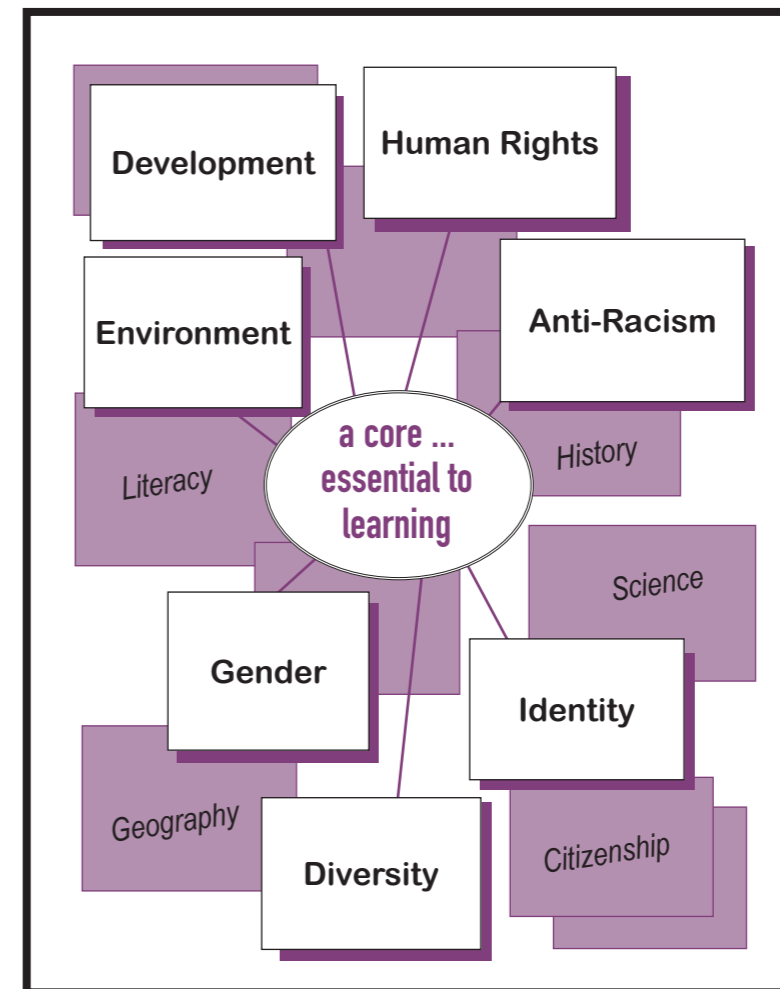 Development
Human Rights
Environment
Anti-Racism
a core ...
essential to
learning
Literacy
History
Science
Gender
Identity
Geography
Diversity
Citizenship